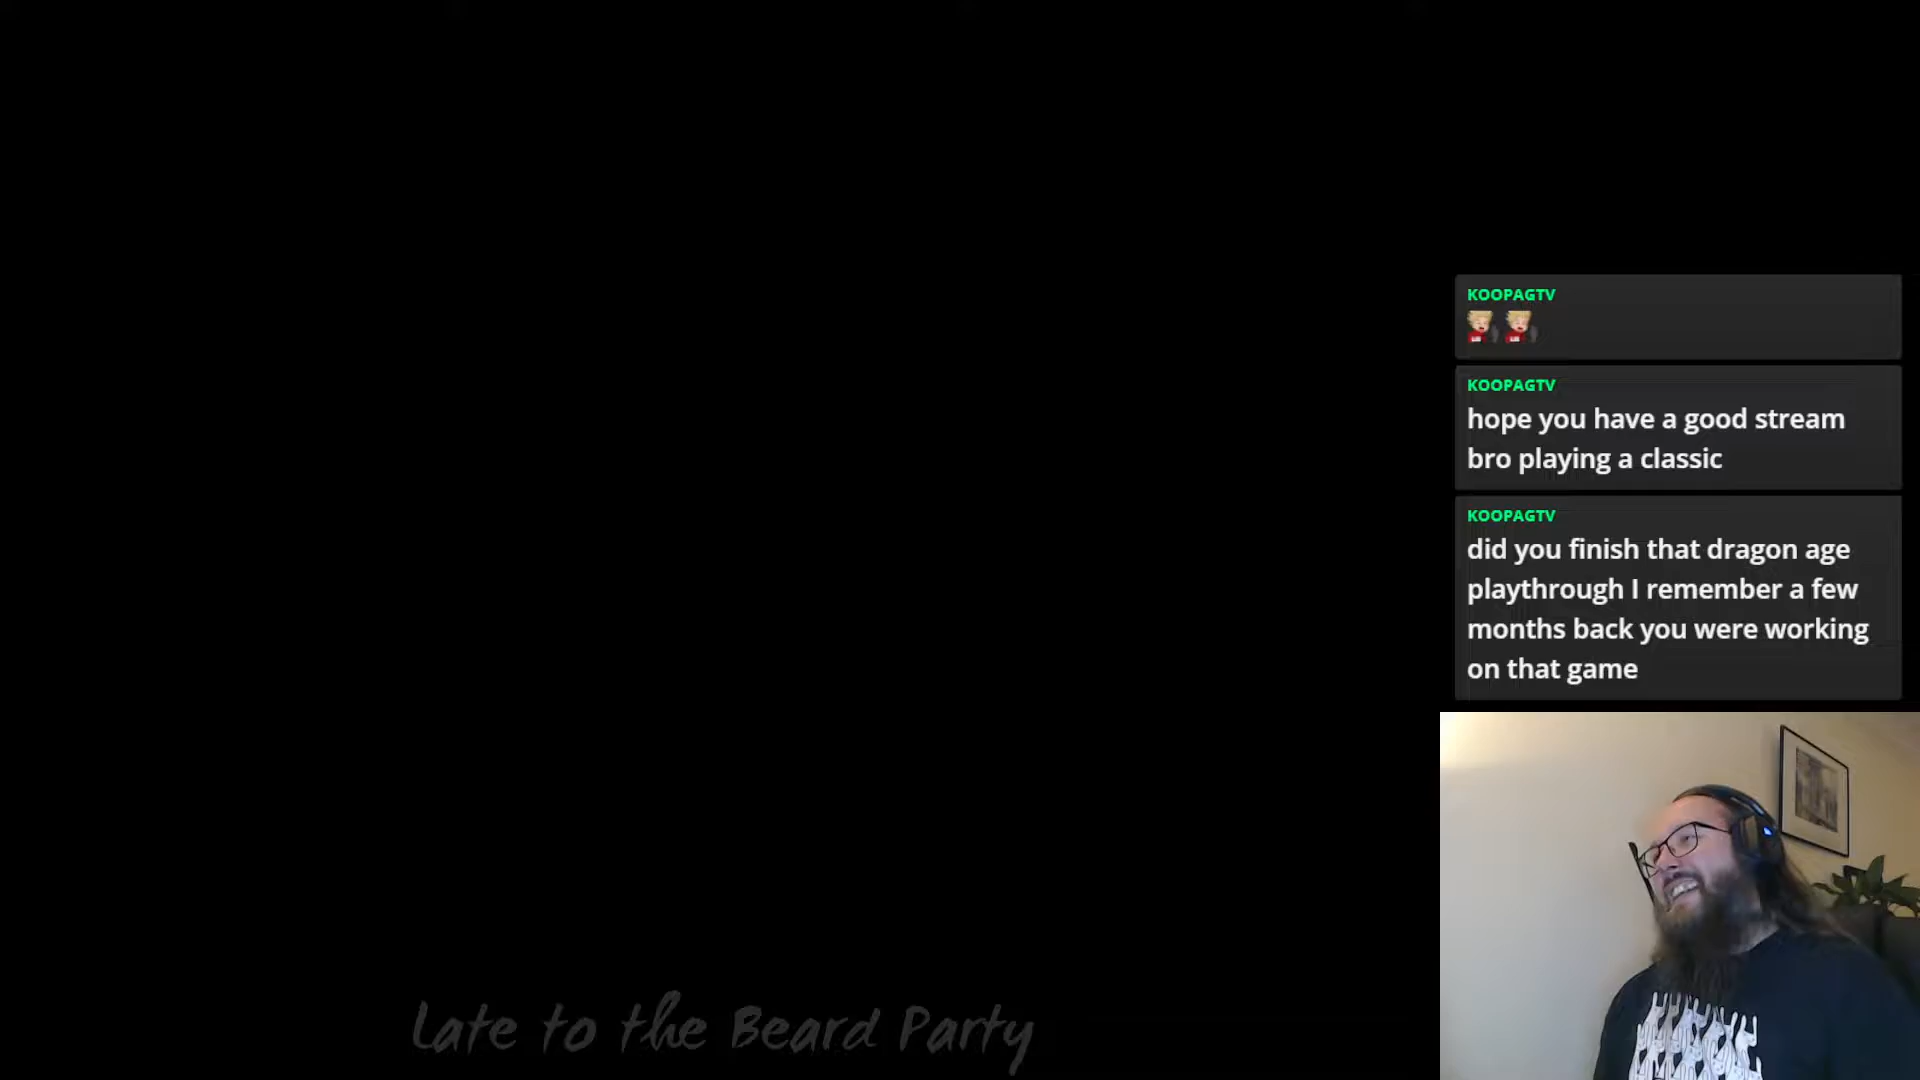 KOOPAGTV
KOOPAGTV
hope you have a good stream
bro playing a classic
KOOPAGTV
did you finish that dragon age
playthrough I remember a few
months back you were working
on that game
Late to the Beard Party